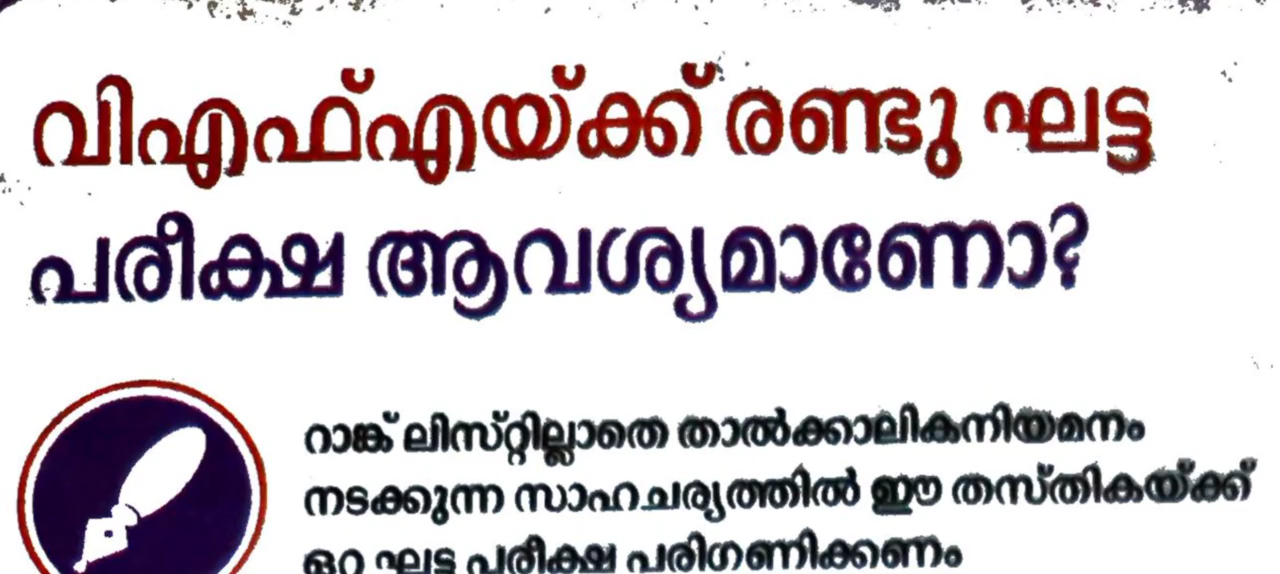 വിഎഫ്എയ്ക്ക് രണ്ടു ഘട്ട
പരീക്ഷ ആവശ്യമാണോ?
റാങ്ക് ലിസ്റ്റില്ലാതെ താൽക്കാലികനിയമനം
നടക്കുന്ന സാഹചര്യത്തിൽ ഈ തസ്തികയ്ക്ക്
ഒറ്റ ഘട്ട പരീക്ഷ പരിഗണിക്കണം